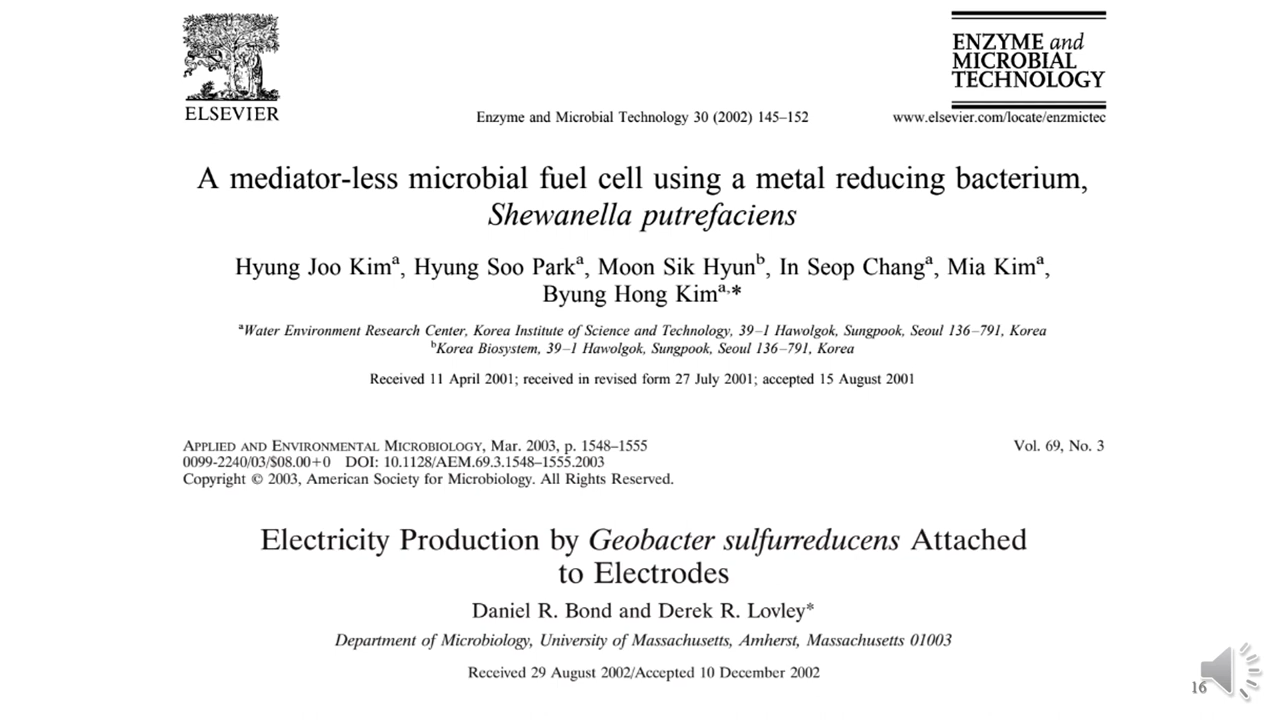 ELSEVIER
ENZYME and
MICROBIAL
TECHNOLOGY
Enzyme and Microbial Technology 30 (2002) 145–152
www.elsevier.com/locate/enzmictec
A mediator-less microbial fuel cell using a metal reducing bacterium,
Shewanella putrefaciens
Hyung Joo Kimᵃ, Hyung Soo Parkᵃ, Moon Sik Hyunᵇ, In Seop Changᵃ, Mia Kimᵃ,
Byung Hong Kimᵃ,*
ᵃWater Environment Research Center, Korea Institute of Science and Technology, 39–1 Hawolgok, Sungpook, Seoul 136–791, Korea
ᵇKorea Biosystem, 39–1 Hawolgok, Sungpook, Seoul 136–791, Korea
Received 11 April 2001; received in revised form 27 July 2001; accepted 15 August 2001
APPLIED AND ENVIRONMENTAL MICROBIOLOGY, Mar. 2003, p. 1548–1555
Vol. 69, No. 3
0099-2240/03/$08.00+0 DOI: 10.1128/AEM.69.3.1548–1555.2003
Copyright © 2003, American Society for Microbiology. All Rights Reserved.
Electricity Production by Geobacter sulfurreducens Attached
to Electrodes
Daniel R. Bond and Derek R. Lovley*
Department of Microbiology, University of Massachusetts, Amherst, Massachusetts 01003
Received 29 August 2002/Accepted 10 December 2002
16